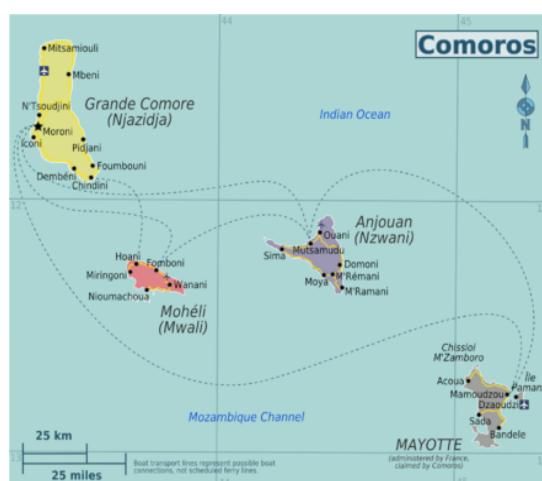 44
45
Comoros
Mitsamiouli
Mbeni
Grande Comore
(Njazidja)
N'Tsoudjini
Moroni
Iconi
Pidjani
Foumbouni
Dembéni
Chindini
Indian Ocean
N
12
Anjouan
(Nzwani)
Ouani
Mutsamudu
Sima
Domoni
Moya
M'Rémani
M'Ramani
Hoani
Fomboni
Miringoni
Wanani
Nioumachoua
Mohéli
(Mwali)
Chissioi
M'Zamboro
Île
Pamanzi
Acoua
Mamoudzou
Dzaoudzi
Sada
Bandele
Mozambique Channel
MAYOTTE
(administered by France,
claimed by Comoros)
13
25 km
25 miles
Boat transport lines represent possible boat
connections, not scheduled ferry lines.